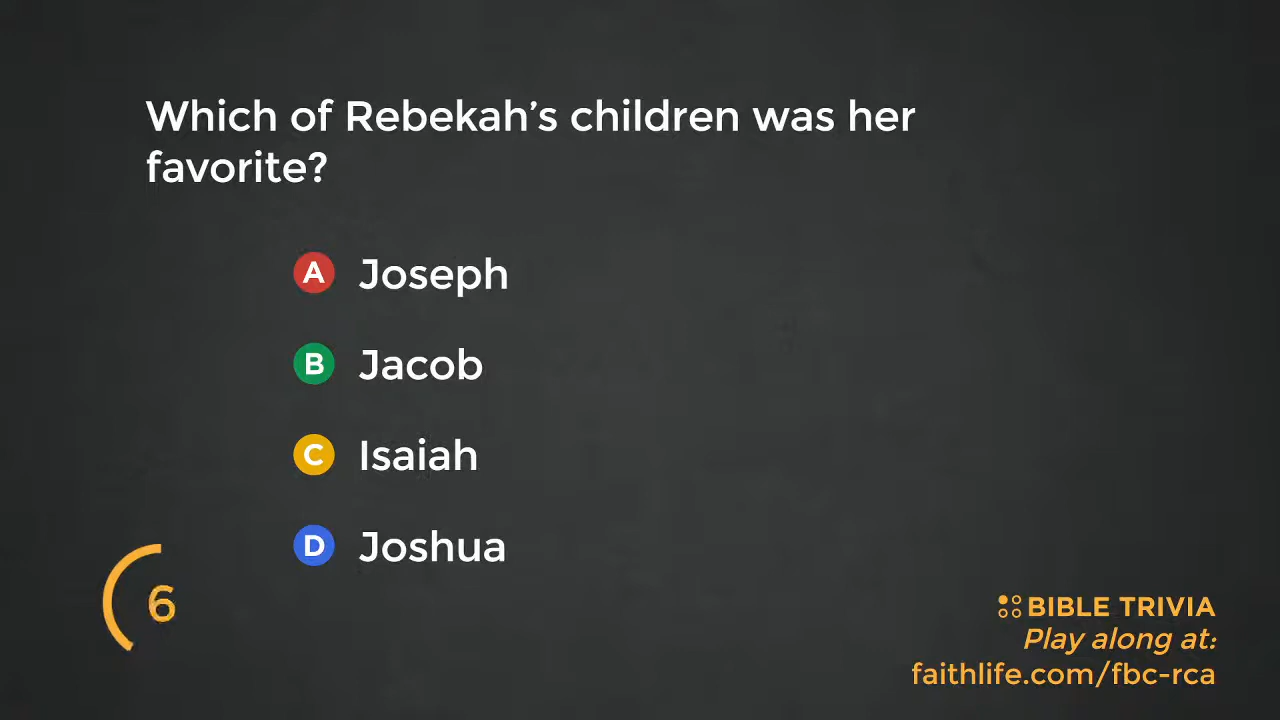 Which of Rebekah's children was her
favorite?
A Joseph
B Jacob
C Isaiah
D Joshua
6
BIBLE TRIVIA
Play along at:
faithlife.com/fbc-rca